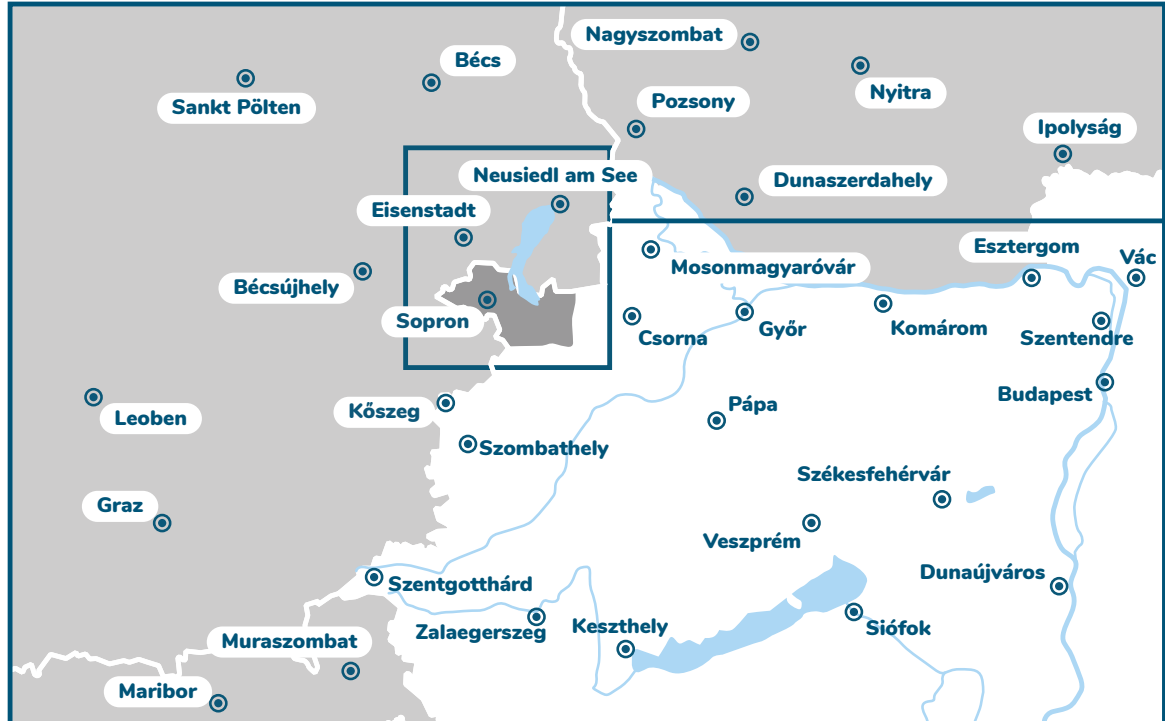 Nagyszombat
Bécs
Nyitra
Sankt Pölten
Pozsony
Ipolyság
Neusiedl am See
Dunaszerdahely
Eisenstadt
Esztergom
Vác
Mosonmagyaróvár
Bécsújhely
Sopron
Csorna
Győr
Komárom
Szentendre
Budapest
Pápa
Kőszeg
Leoben
Szombathely
Székesfehérvár
Graz
Veszprém
Dunaújváros
Szentgotthárd
Zalaegerszeg
Keszthely
Siófok
Muraszombat
Maribor